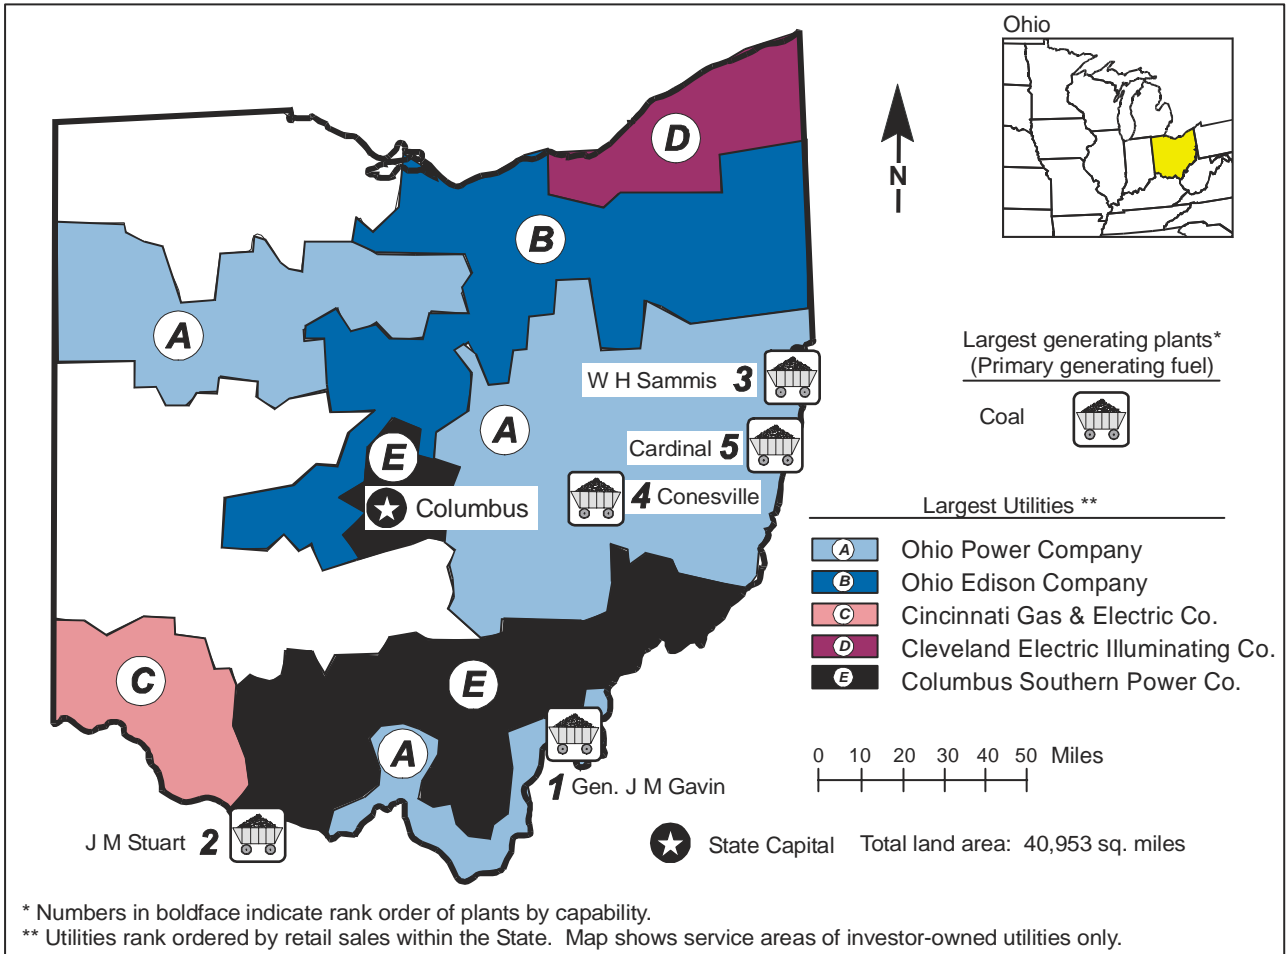 Ohio
D
N
B
A
Largest generating plants*
(Primary generating fuel)
W H Sammis 3
Coal
A
Cardinal 5
E
4 Conesville
Columbus
Largest Utilities **
A Ohio Power Company
B Ohio Edison Company
C Cincinnati Gas & Electric Co.
D Cleveland Electric Illuminating Co.
E Columbus Southern Power Co.
C
E
A
0 10 20 30 40 50 Miles
1 Gen. J M Gavin
J M Stuart 2
State Capital Total land area: 40,953 sq. miles
* Numbers in boldface indicate rank order of plants by capability.
** Utilities rank ordered by retail sales within the State. Map shows service areas of investor-owned utilities only.